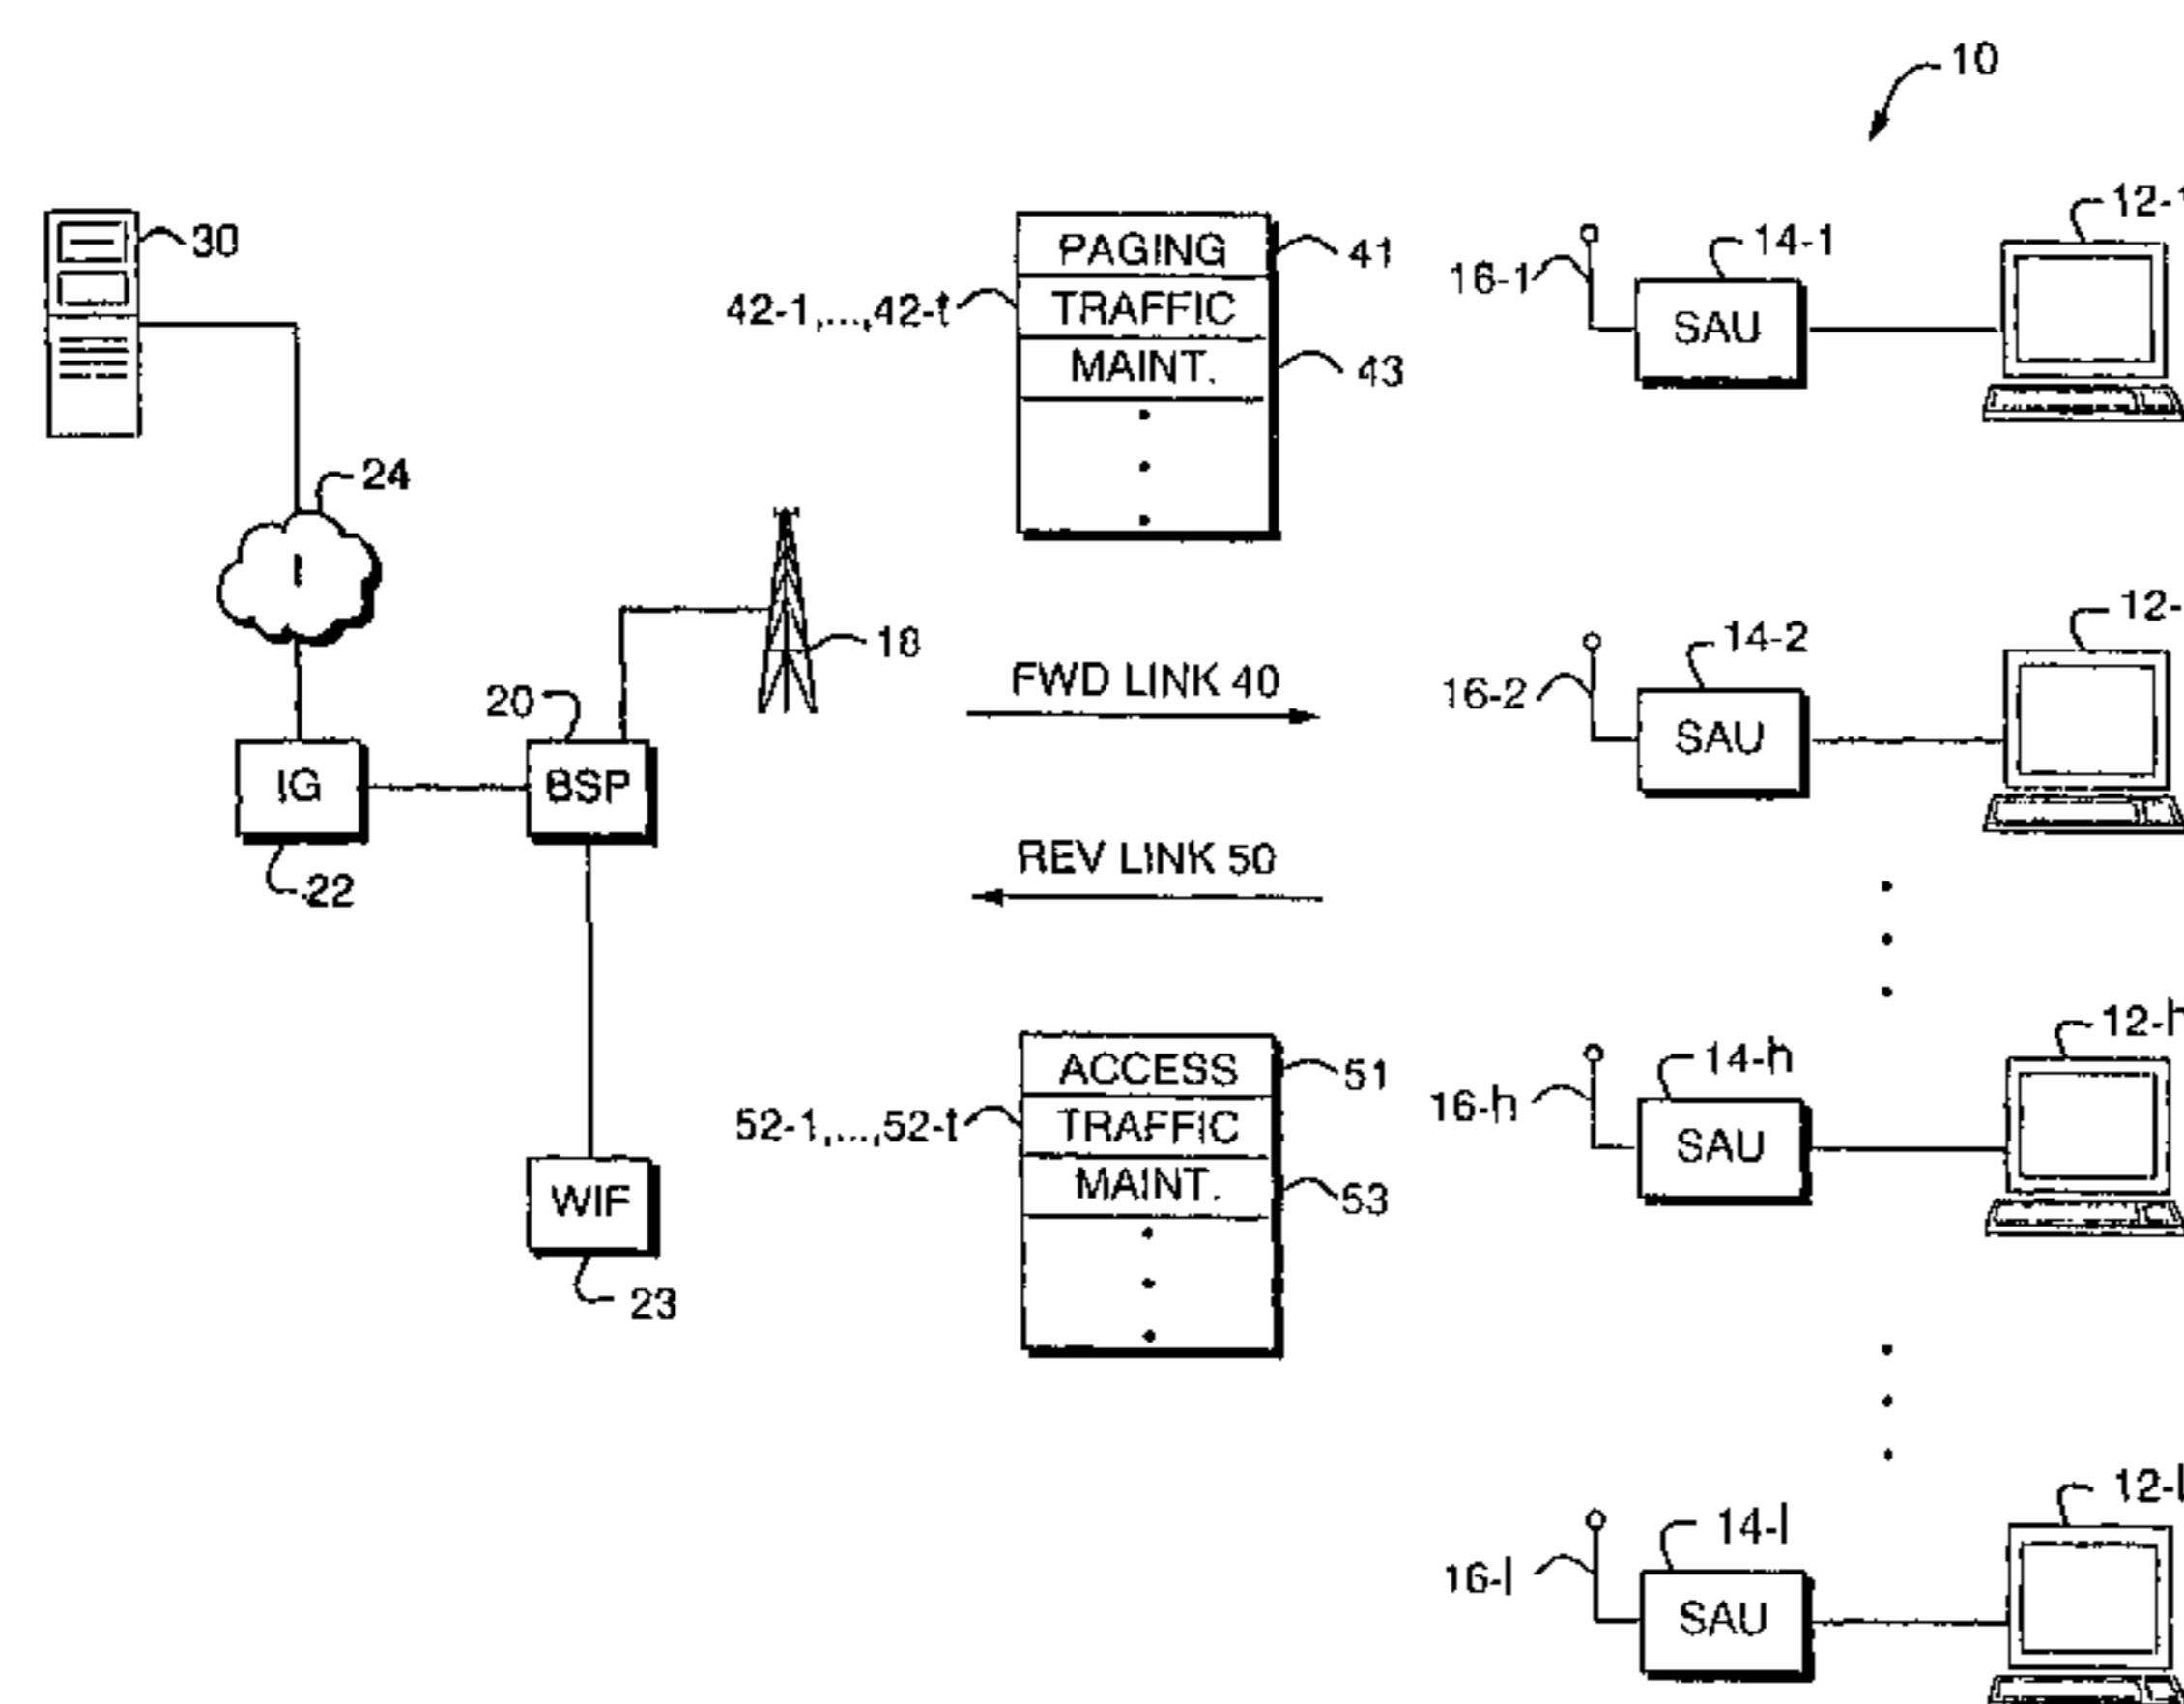 10
30
PAGING
41
42-1,...,42-t
TRAFFIC
MAINT.
43
16-1
14-1
SAU
12-1
24
I
18
FWD LINK 40
16-2
14-2
SAU
12-
20
IG
BSP
22
REV LINK 50
ACCESS
51
52-1,...,52-t
TRAFFIC
MAINT.
53
16-h
14-h
SAU
12-h
WIF
23
16-l
14-l
SAU
12-l